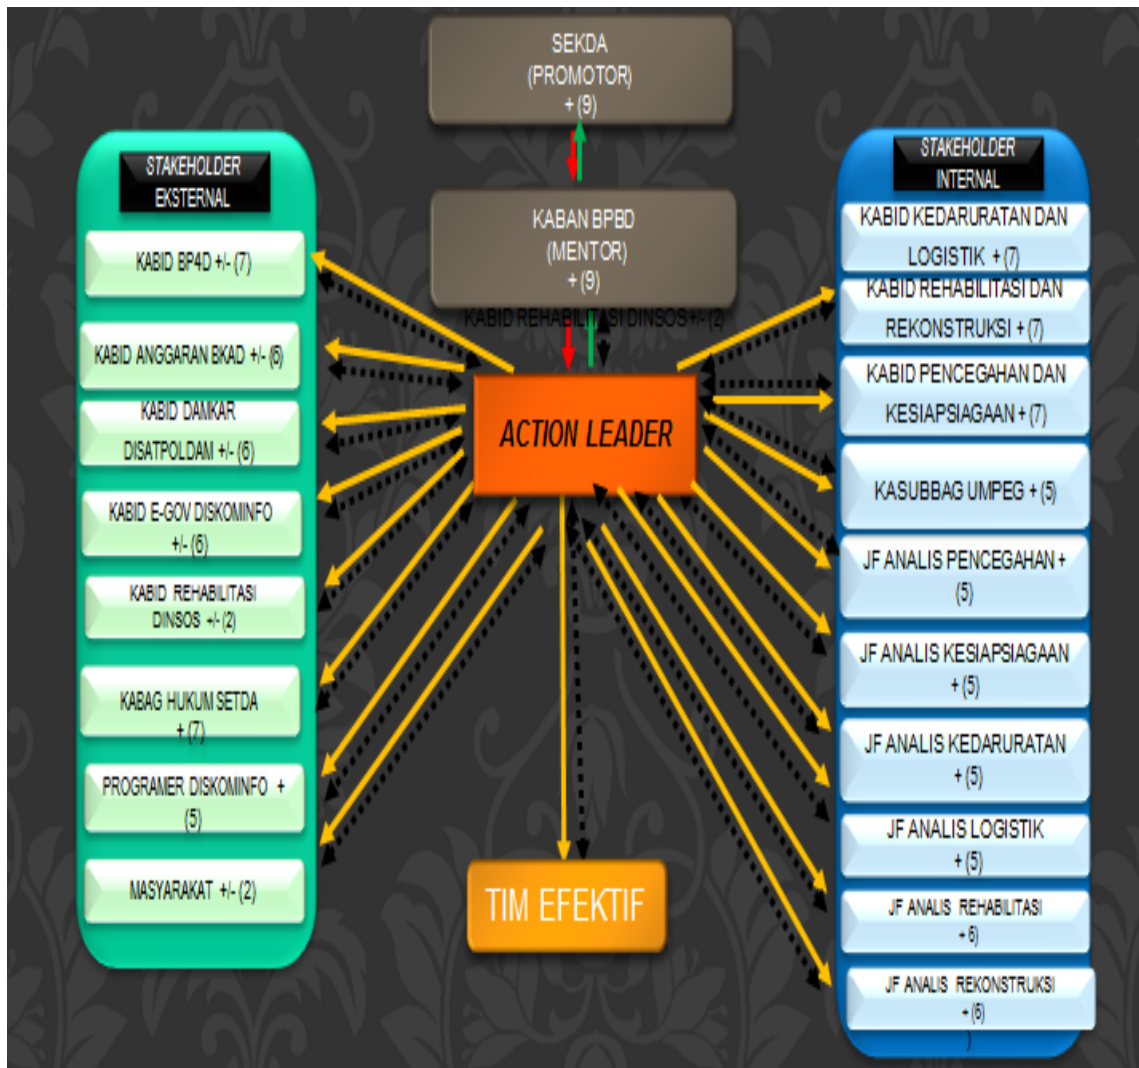 SEKDA
(PROMOTOR)
+ (9)
KABAN BPBD
(MENTOR)
+ (9)
KABID REHABILITASI DINSOS +/- (2)
ACTION LEADER
TIM EFEKTIF
STAKEHOLDER
EKSTERNAL
KABID BP4D +/- (7)
KABID ANGGARAN BKAD +/- (6)
KABID DAMKAR
DISATPOLDAM +/- (6)
KABID E-GOV DISKOMINFO
+/- (6)
KABID REHABILITASI
DINSOS +/- (2)
KABAG HUKUM SETDA
+ (7)
PROGRAMER DISKOMINFO +
(5)
MASYARAKAT +/- (2)
STAKEHOLDER
INTERNAL
KABID KEDARURATAN DAN
LOGISTIK + (7)
KABID REHABILITASI DAN
REKONSTRUKSI + (7)
KABID PENCEGAHAN DAN
KESIAPSIAGAAN + (7)
KASUBBAG UMPEG + (5)
JF ANALIS PENCEGAHAN +
(5)
JF ANALIS KESIAPSIAGAAN
+ (5)
JF ANALIS KEDARURATAN
+ (5)
JF ANALIS LOGISTIK
+ (5)
JF ANALIS REHABILITASI
+ 6)
JF ANALIS REKONSTRUKSI
+ (6)
)